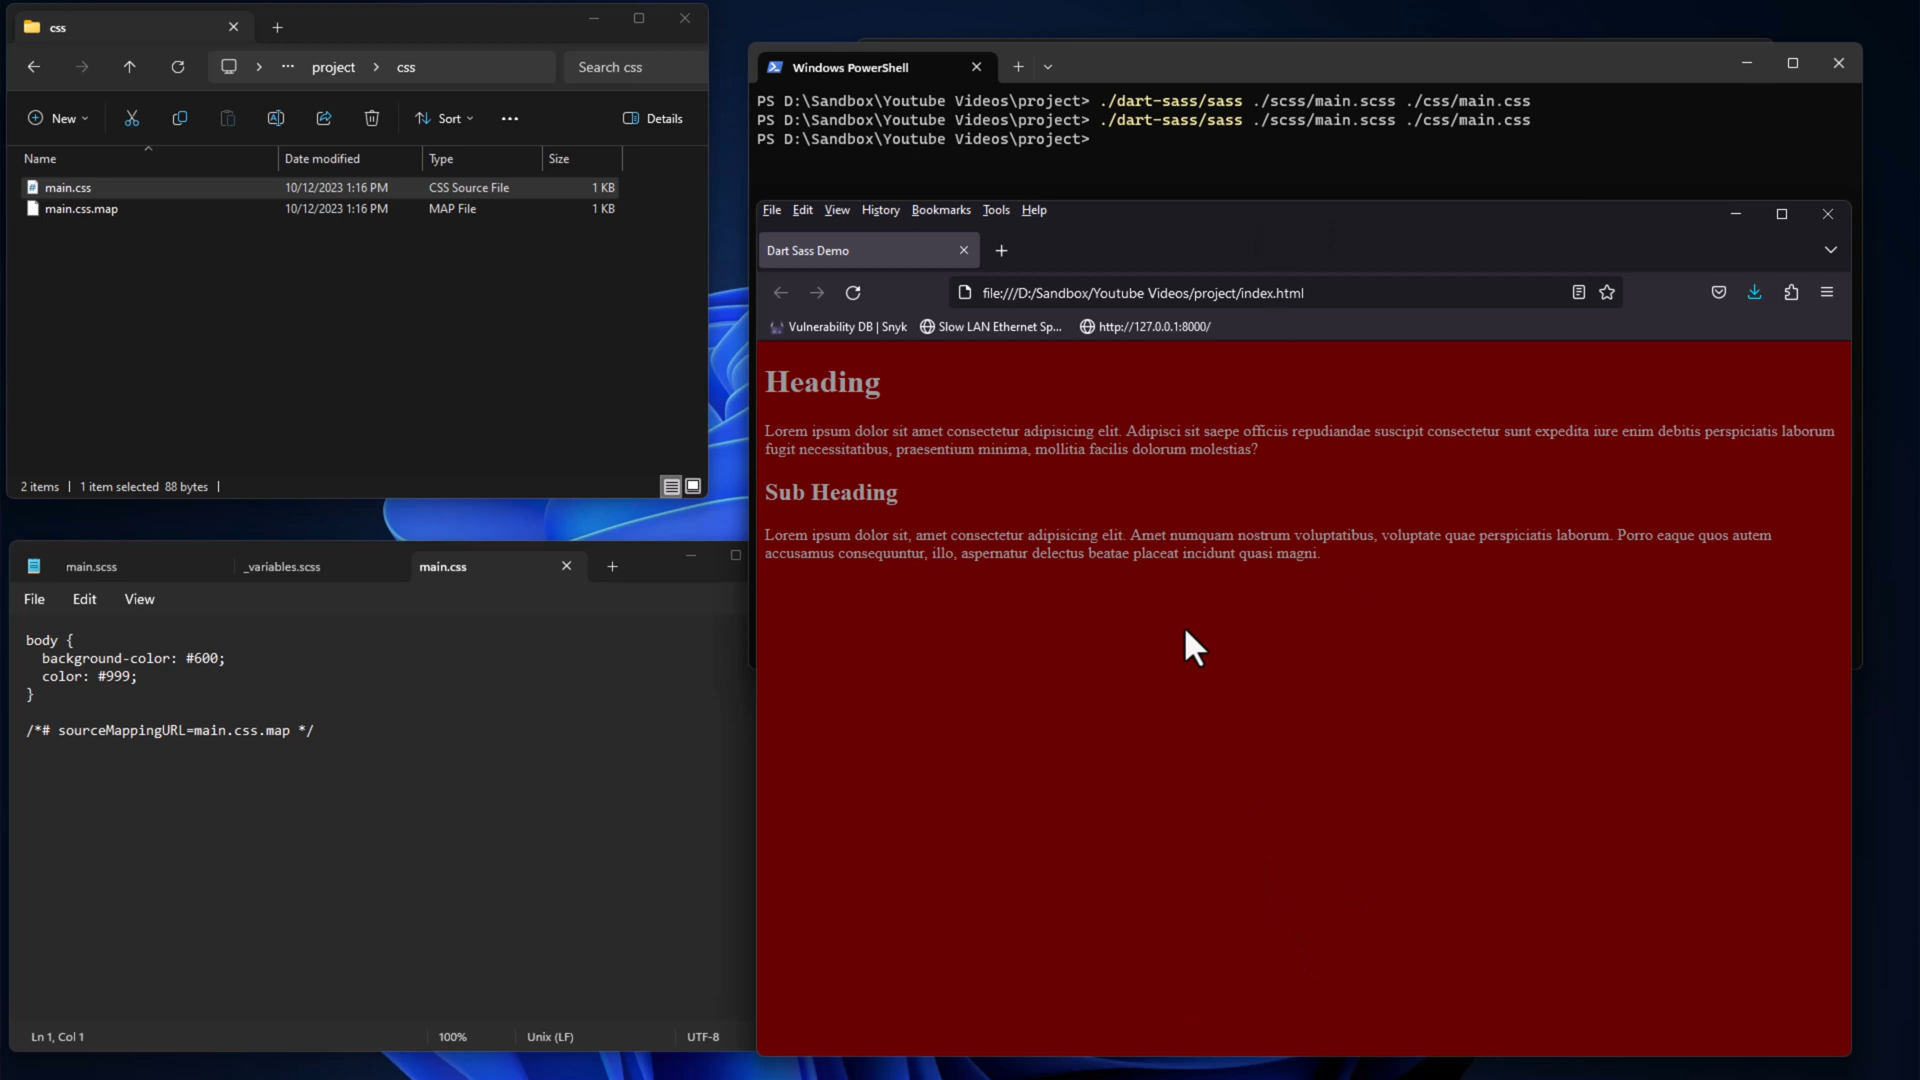 css
project > css
Search css
New
Sort
Details
Name
Date modified
Type
Size
main.css
10/12/2023 1:16 PM
CSS Source File
1 KB
main.css.map
10/12/2023 1:16 PM
MAP File
1 KB
2 items | 1 item selected 88 bytes |
main.scss
_variables.scss
main.css
File
Edit
View
body {
background-color: #600;
color: #999;
}
/*# sourceMappingURL=main.css.map */
Ln 1, Col 1
100%
Unix (LF)
UTF-8
Windows PowerShell
PS D:\Sandbox\Youtube Videos\project> ./dart-sass/sass ./scss/main.scss ./css/main.css
PS D:\Sandbox\Youtube Videos\project> ./dart-sass/sass ./scss/main.scss ./css/main.css
PS D:\Sandbox\Youtube Videos\project>
File Edit View History Bookmarks Tools Help
Dart Sass Demo
file:///D:/Sandbox/Youtube Videos/project/index.html
Vulnerability DB | Snyk
Slow LAN Ethernet Sp...
http://127.0.0.1:8000/
Heading
Lorem ipsum dolor sit amet consectetur adipisicing elit. Adipisci sit saepe officiis repudiandae suscipit consectetur sunt expedita iure enim debitis perspiciatis laborum
fugit necessitatibus, praesentium minima, mollitia facilis dolorum molestias?
Sub Heading
Lorem ipsum dolor sit, amet consectetur adipisicing elit. Amet numquam nostrum voluptatibus, voluptate quae perspiciatis laborum. Porro eaque quos autem
accusamus consequuntur, illo, aspernatur delectus beatae placeat incidunt quasi magni.